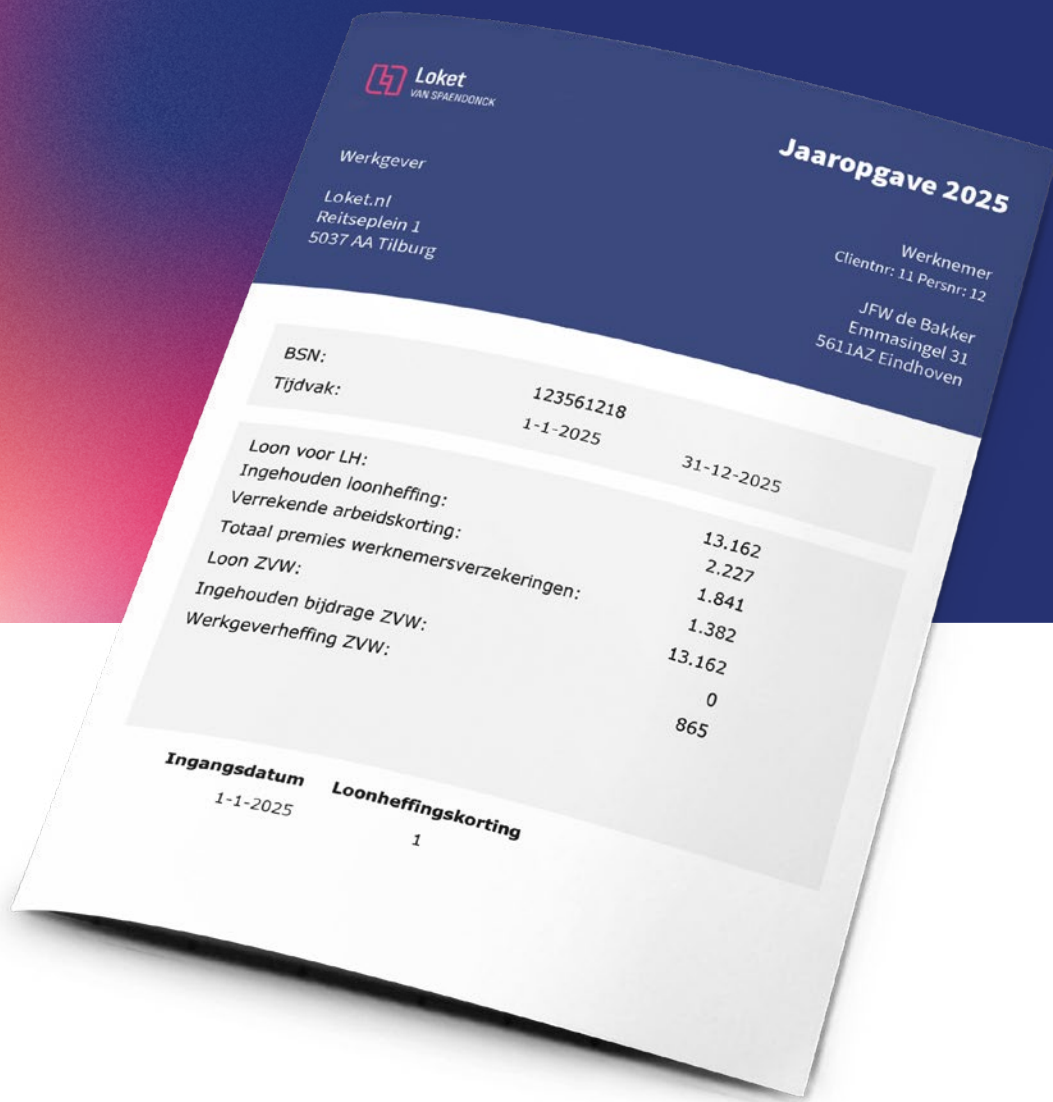 Loket
VAN SPAENDONCK
Jaaropgave 2025
Werkgever
Loket.nl
Reitseplein 1
5037 AA Tilburg
Werknemer
Clientnr: 11 Persnr: 12
JFW de Bakker
Emmasingel 31
5611AZ Eindhoven
BSN: 123561218
Tijdvak: 1-1-2025 31-12-2025
Loon voor LH: 13.162
Ingehouden loonheffing: 2.227
Verrekende arbeidskorting: 1.841
Totaal premies werknemersverzekeringen: 1.382
Loon ZVW: 13.162
Ingehouden bijdrage ZVW: 0
Werkgeverheffing ZVW: 865
Ingangsdatum Loonheffingskorting
1-1-2025 1